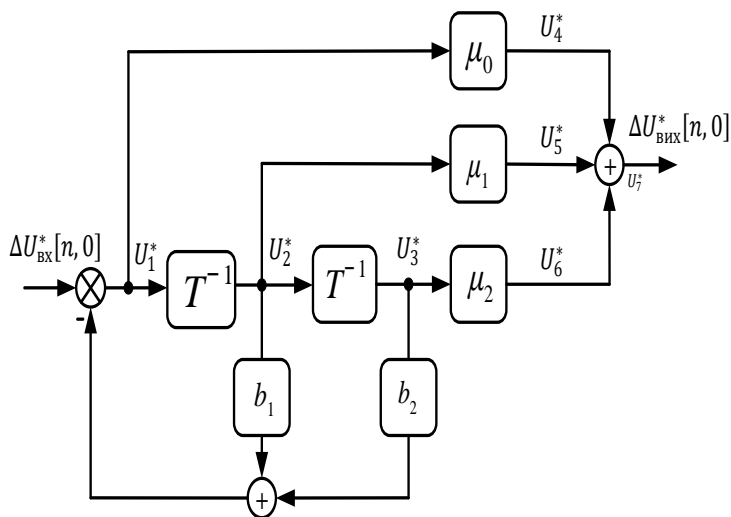 μ₀
U₄*
ΔU*вих[n, 0]
μ₁
U₅*
+
U₇*
ΔU*вх[n, 0]
U₁*
T⁻¹
U₂*
T⁻¹
U₃*
μ₂
U₆*
-
b₁
b₂
+